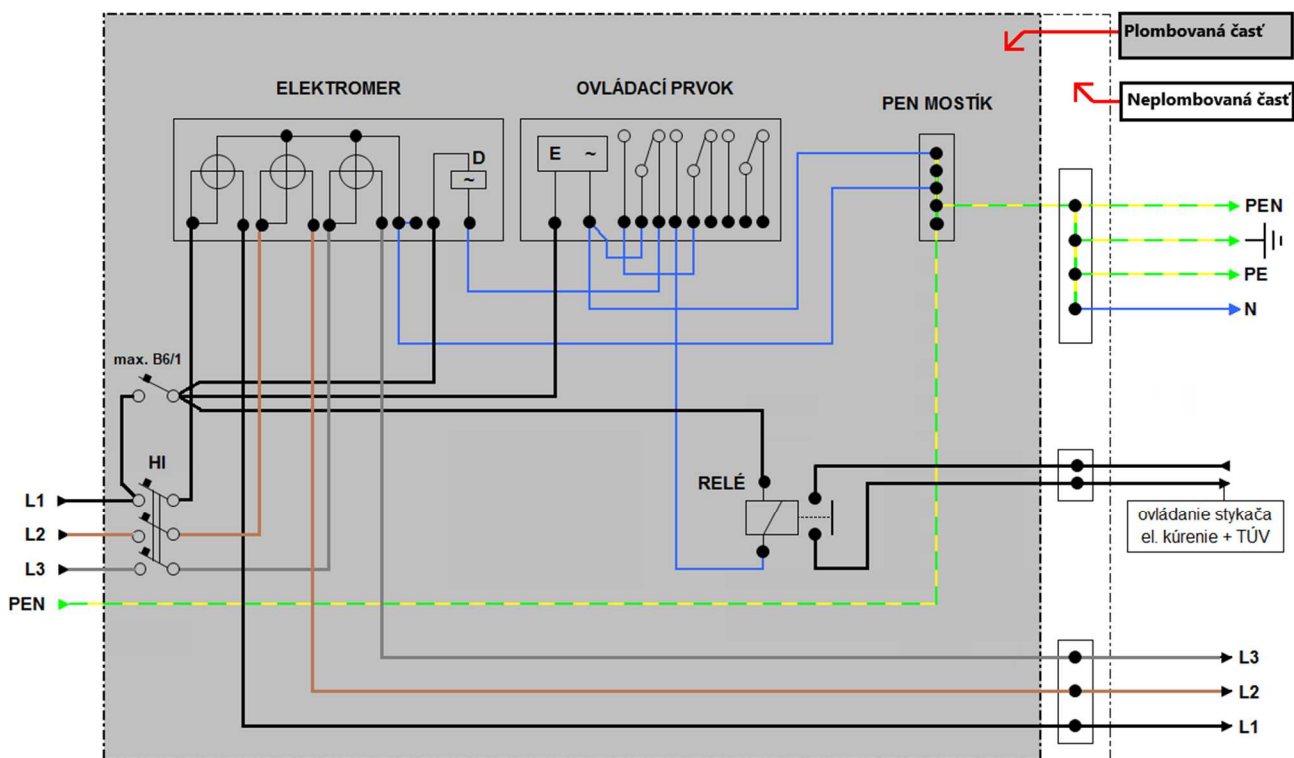 Plombovaná časť
Neplombovaná časť
ELEKTROMER
OVLÁDACÍ PRVOK
PEN MOSTÍK
D
~
E ~
PEN
PE
N
max. B6/1
HI
L1
L2
L3
PEN
RELÉ
ovládanie stykača
el. kúrenie + TÚV
L3
L2
L1